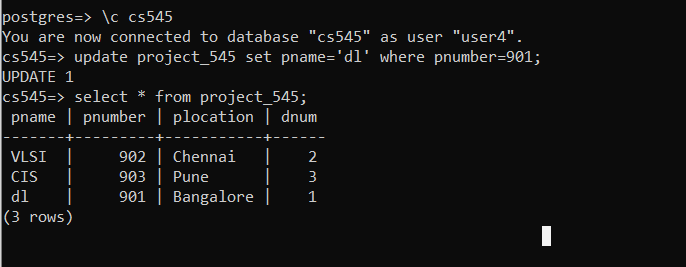 postgres=> \c cs545
You are now connected to database "cs545" as user "user4".
cs545=> update project_545 set pname='dl' where pnumber=901;
UPDATE 1
cs545=> select * from project_545;
 pname | pnumber | plocation | dnum
-------+---------+-----------+------
 VLSI  |     902 | Chennai   |    2
 CIS   |     903 | Pune      |    3
 dl    |     901 | Bangalore |    1
(3 rows)